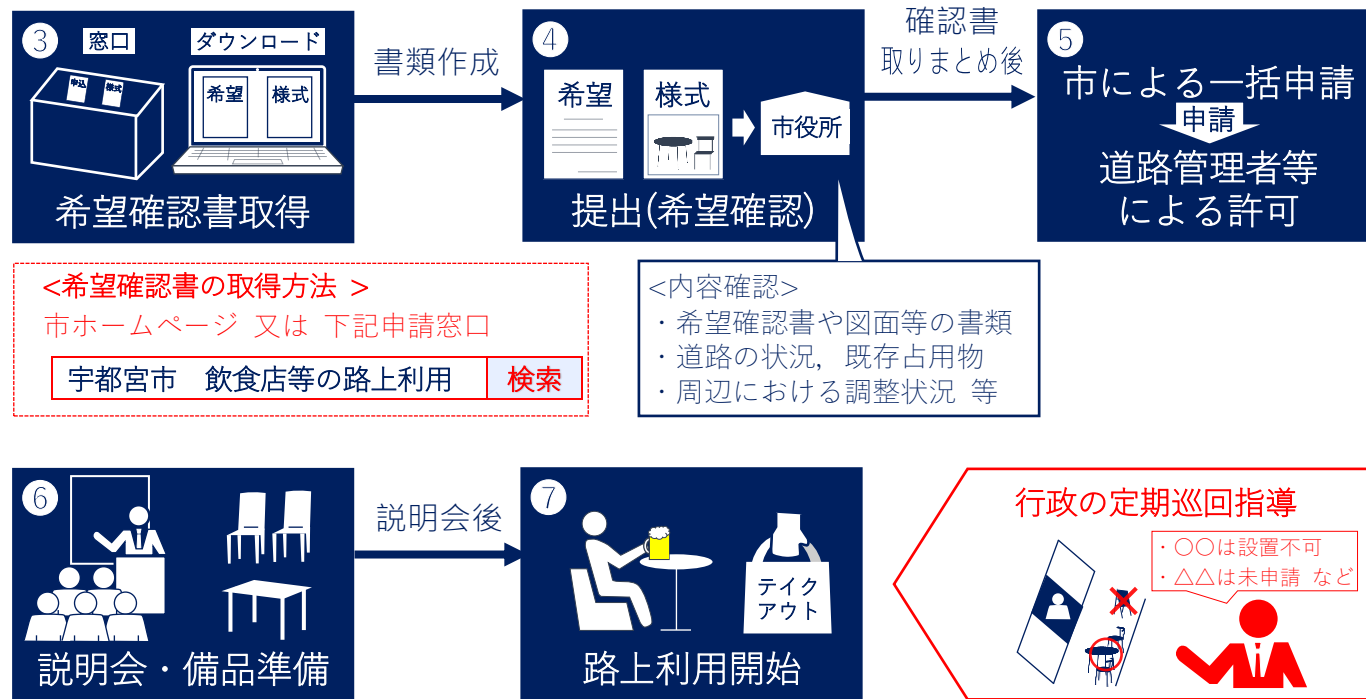 ③
窓口
ダウンロード
申込
様式
希望
様式
希望確認書取得
書類作成
④
希望
様式
市役所
提出(希望確認)
確認書
取りまとめ後
⑤
市による一括申請
申請
道路管理者等
による許可
<希望確認書の取得方法 >
市ホームページ 又は 下記申請窓口
宇都宮市 飲食店等の路上利用
検索
<内容確認>
・希望確認書や図面等の書類
・道路の状況，既存占用物
・周辺における調整状況 等
⑥
説明会・備品準備
説明会後
⑦
テイク
アウト
路上利用開始
行政の定期巡回指導
・〇〇は設置不可
・△△は未申請 など